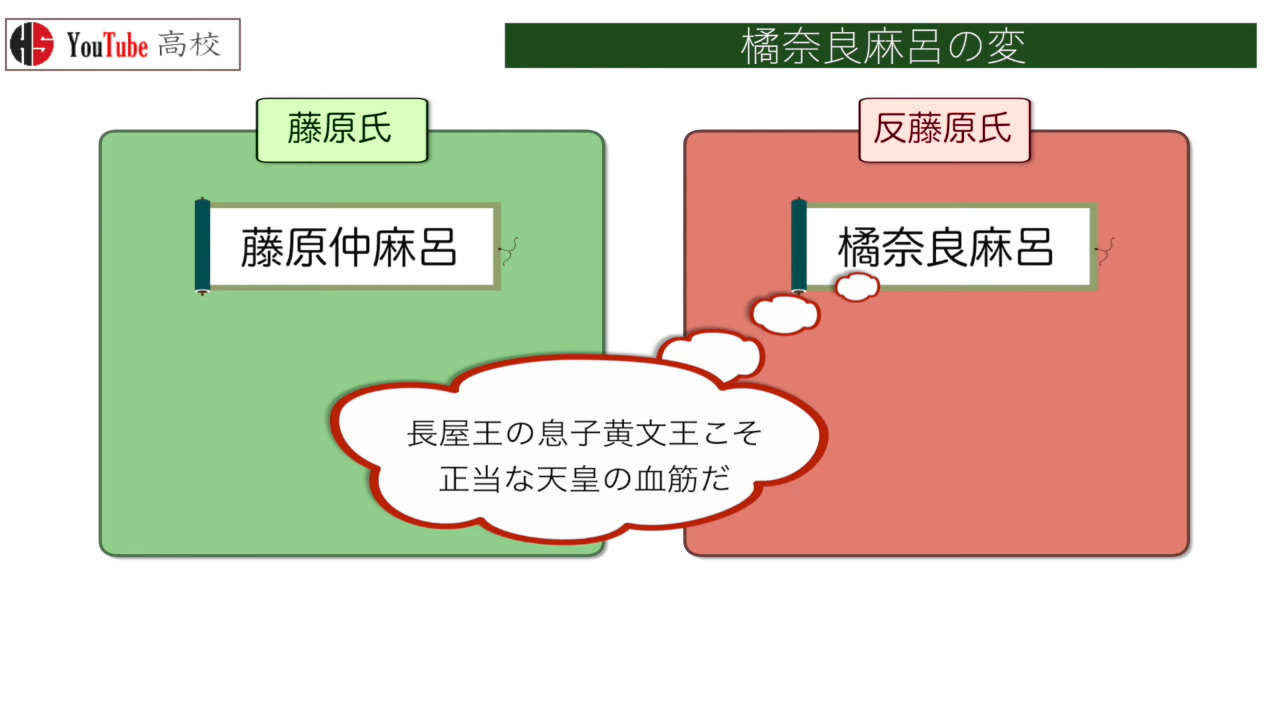 HS YouTube 高校
橘奈良麻呂の変
藤原氏
反藤原氏
藤原仲麻呂
橘奈良麻呂
長屋王の息子黄文王こそ
正当な天皇の血筋だ